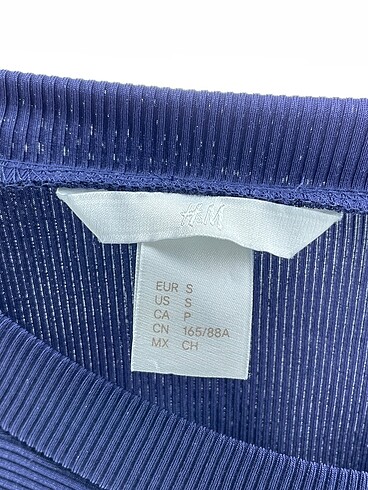 H&M
EUR S
US S
CA P
CN 165/88A
MX CH